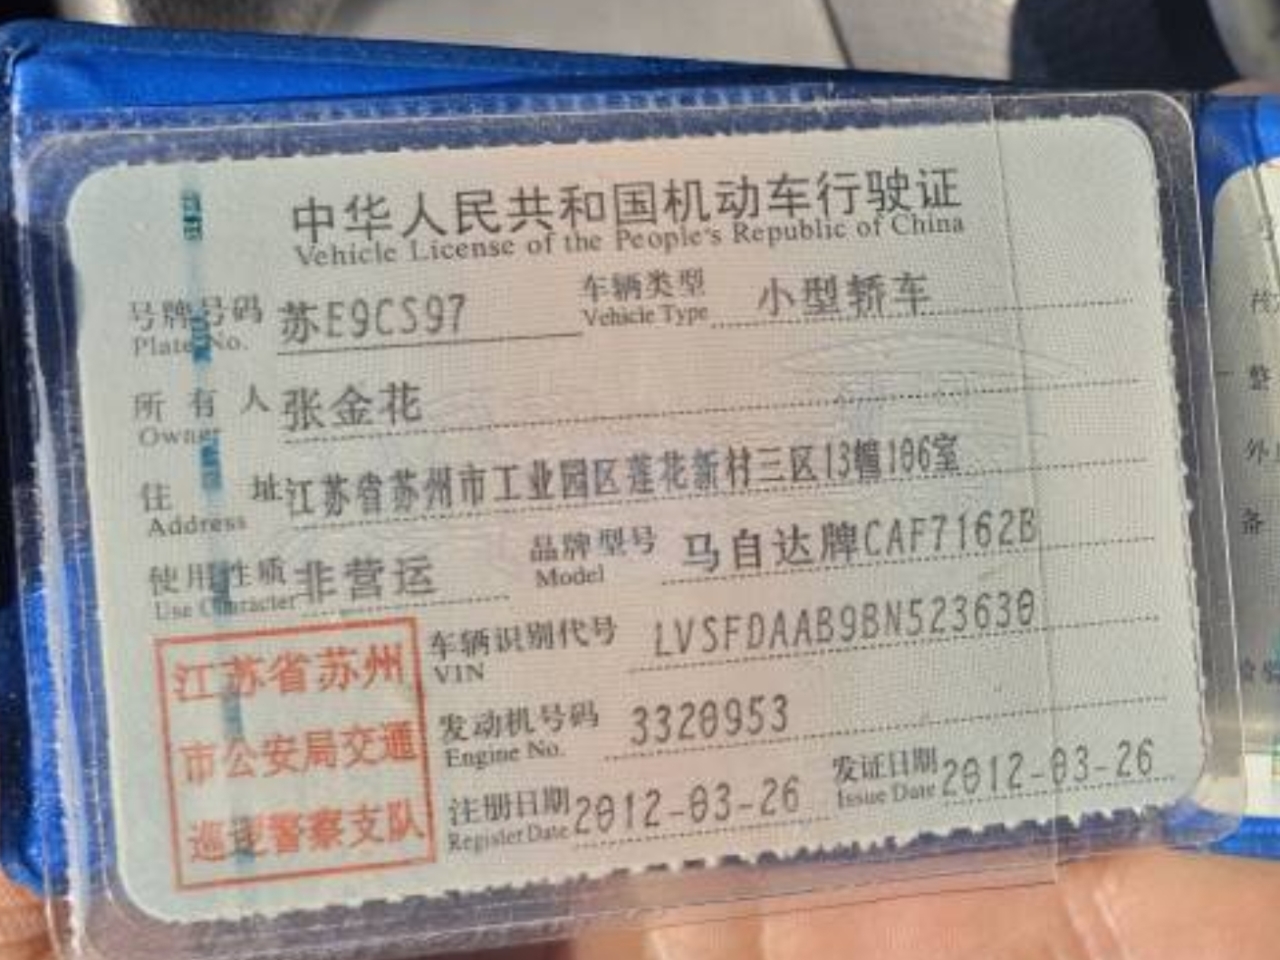 中华人民共和国机动车行驶证
Vehicle License of the People's Republic of China
号牌号码 苏E9CS97 车辆类型 小型轿车
Plate No. Vehicle Type
所有人 张金花
Owner
住址 江苏省苏州市工业园区莲花新村三区13幢106室
Address
使用性质 非营运 品牌型号 马自达牌CAF7162B
Use Character Model
车辆识别代号 LVSFDAAB9BN523630
VIN
发动机号码 3320953
Engine No.
注册日期 2012-03-26 发证日期 2012-03-26
Register Date Issue Date
江苏省苏州
市公安局交通
巡逻警察支队
整
外
备